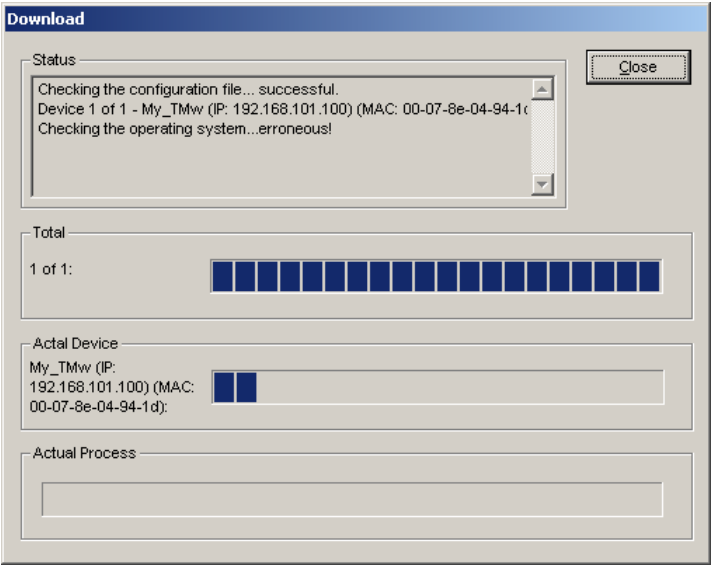 Download
Status
Close
Checking the configuration file... successful.
Device 1 of 1 - My_TMw (IP: 192.168.101.100) (MAC: 00-07-8e-04-94-1
Checking the operating system...erroneous!
Total
1 of 1:
Actal Device
My_TMw (IP:
192.168.101.100) (MAC:
00-07-8e-04-94-1d):
Actual Process